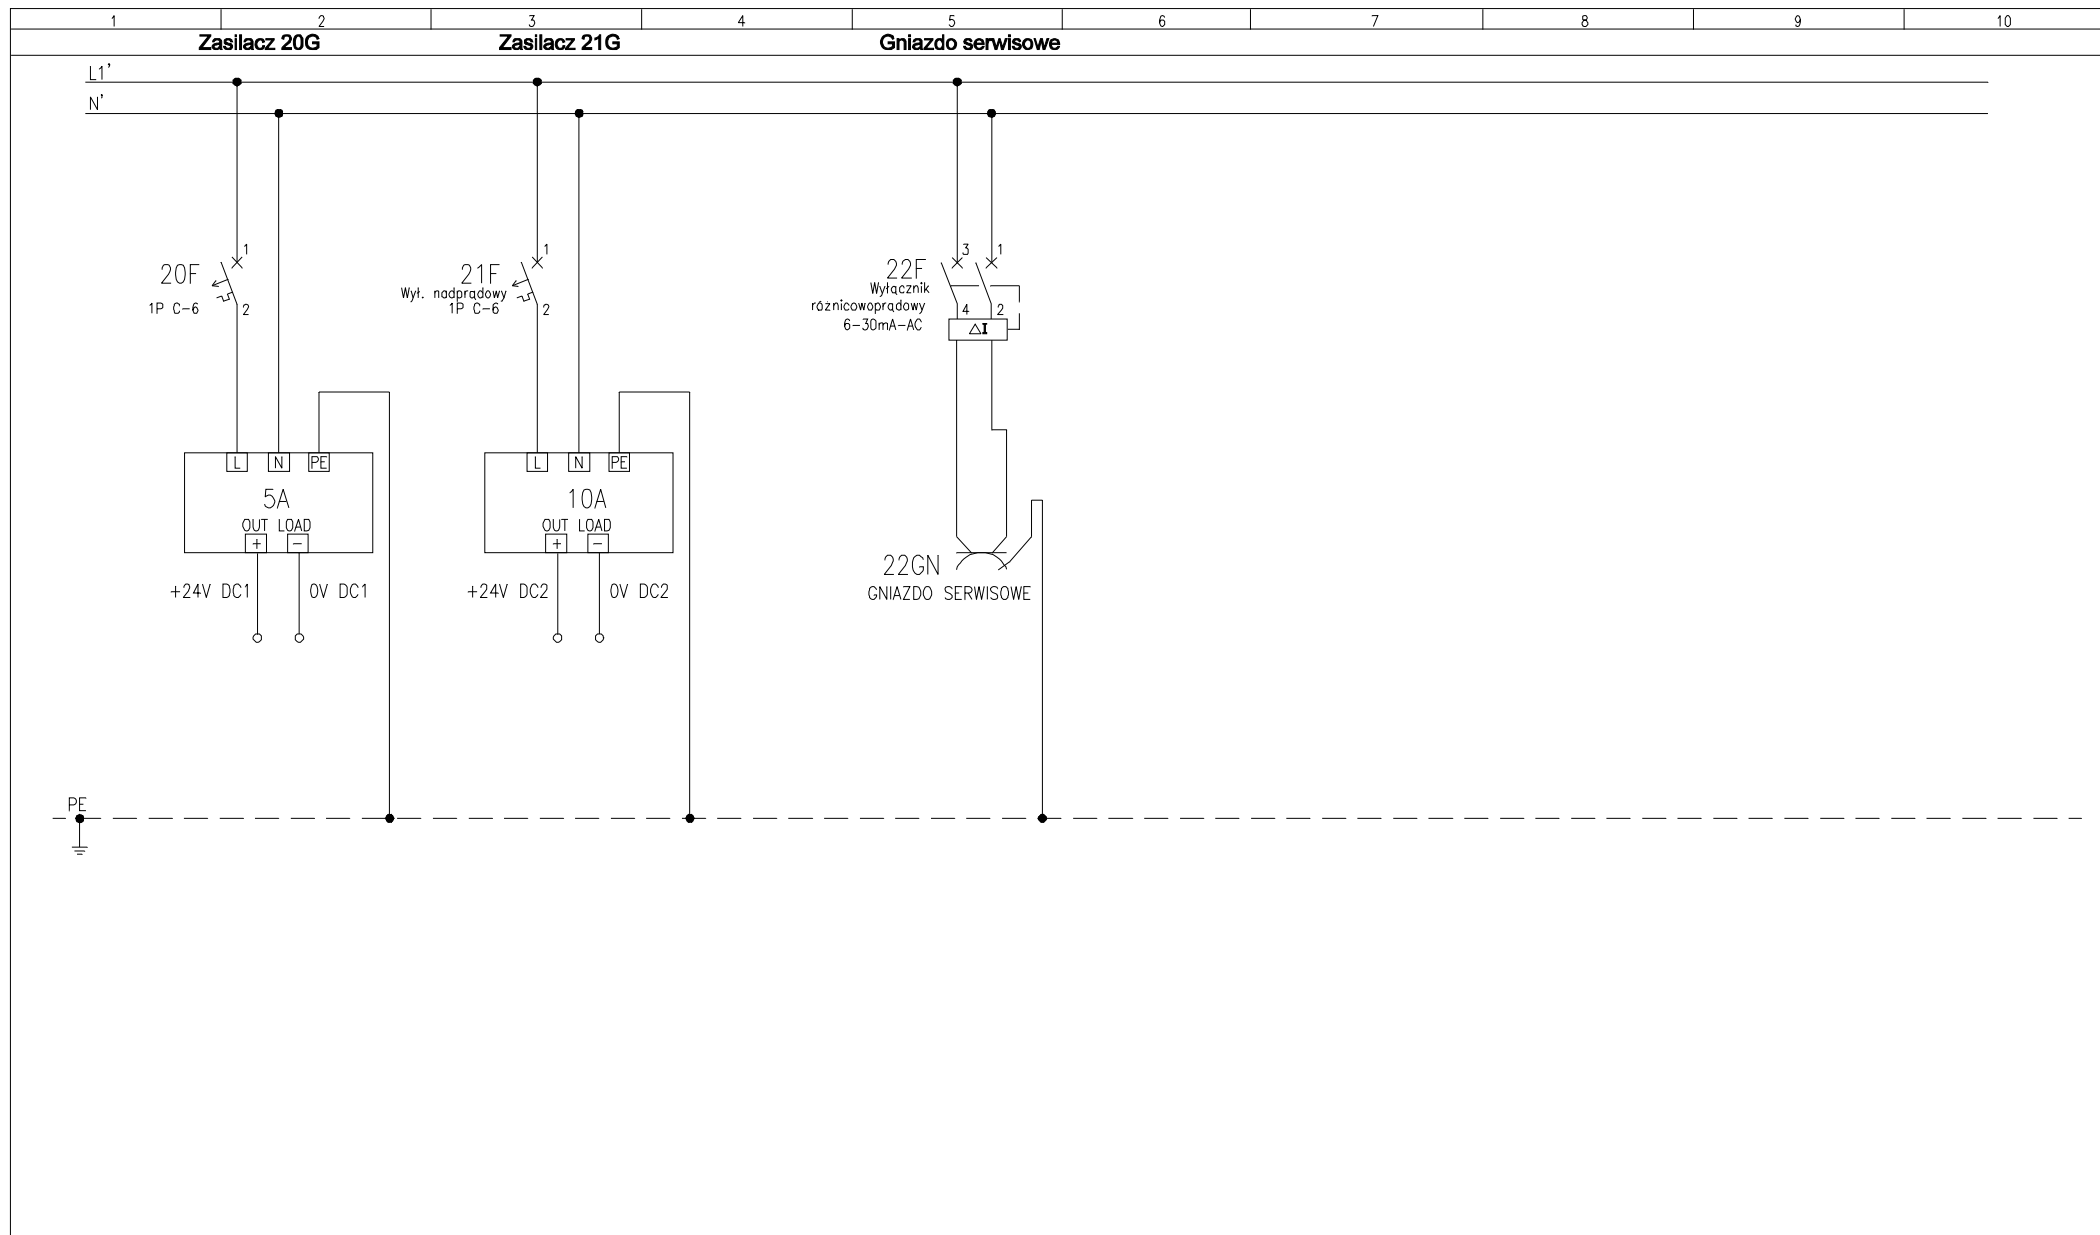 1 2 3 4 5 6 7 8 9 10
Zasilacz 20G Zasilacz 21G Gniazdo serwisowe
L1'
N'
1 1 3 1
20F 21F 22F
Wył. nadprądowy Wyłącznik
1P C-6 2 1P C-6 2 różnicowoprądowy 4 2
6-30mA-AC ΔI
L N PE L N PE
5A 10A
OUT LOAD OUT LOAD
+ - + -
22GN
+24V DC1 0V DC1 +24V DC2 0V DC2 GNIAZDO SERWISOWE
PE